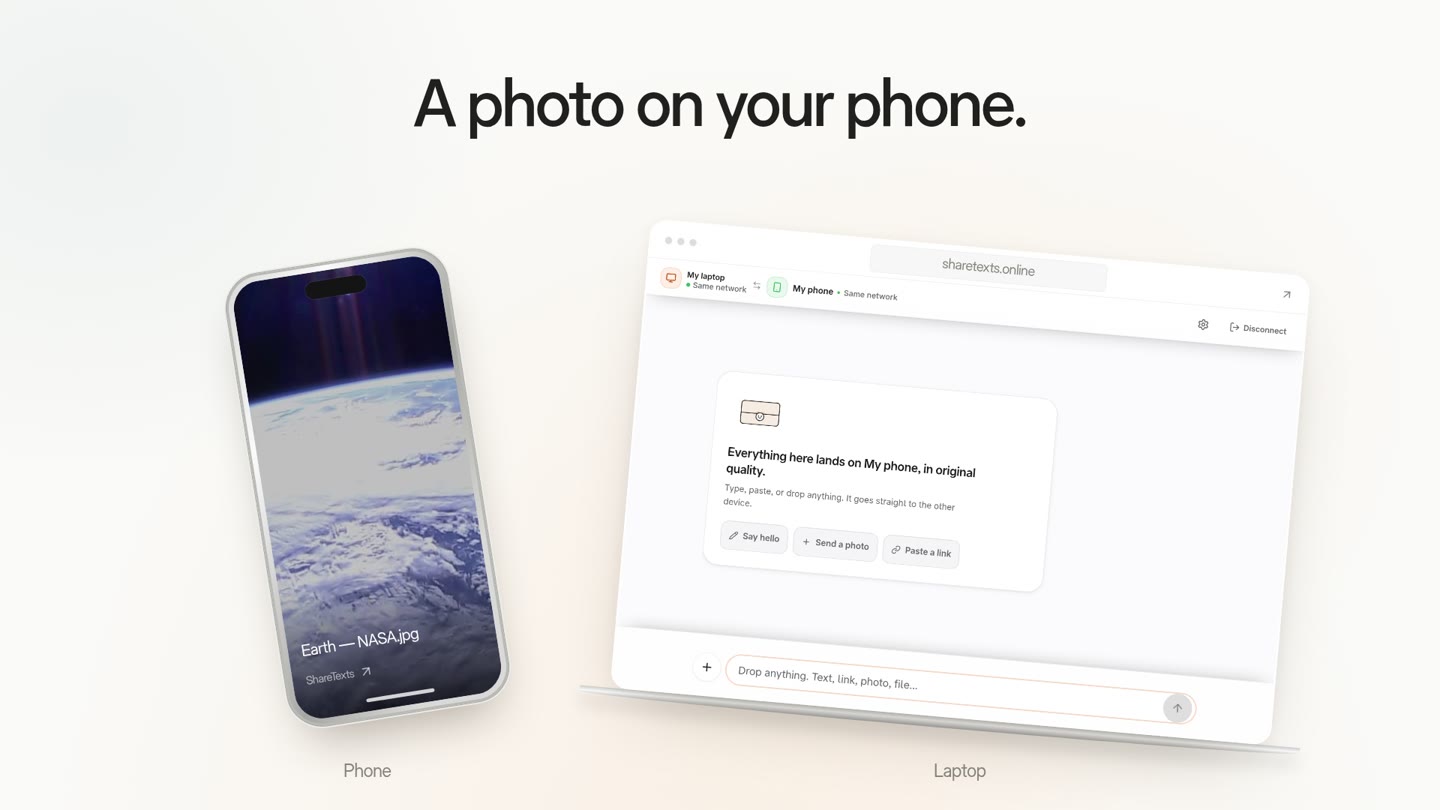 A photo on your phone.
sharetexts.online
My laptop
Same network
My phone • Same network
Disconnect
Everything here lands on My phone, in original
quality.
Type, paste, or drop anything. It goes straight to the other
device.
Say hello
Send a photo
Paste a link
Drop anything. Text, link, photo, file...
Earth — NASA.jpg
ShareTexts
Phone
Laptop